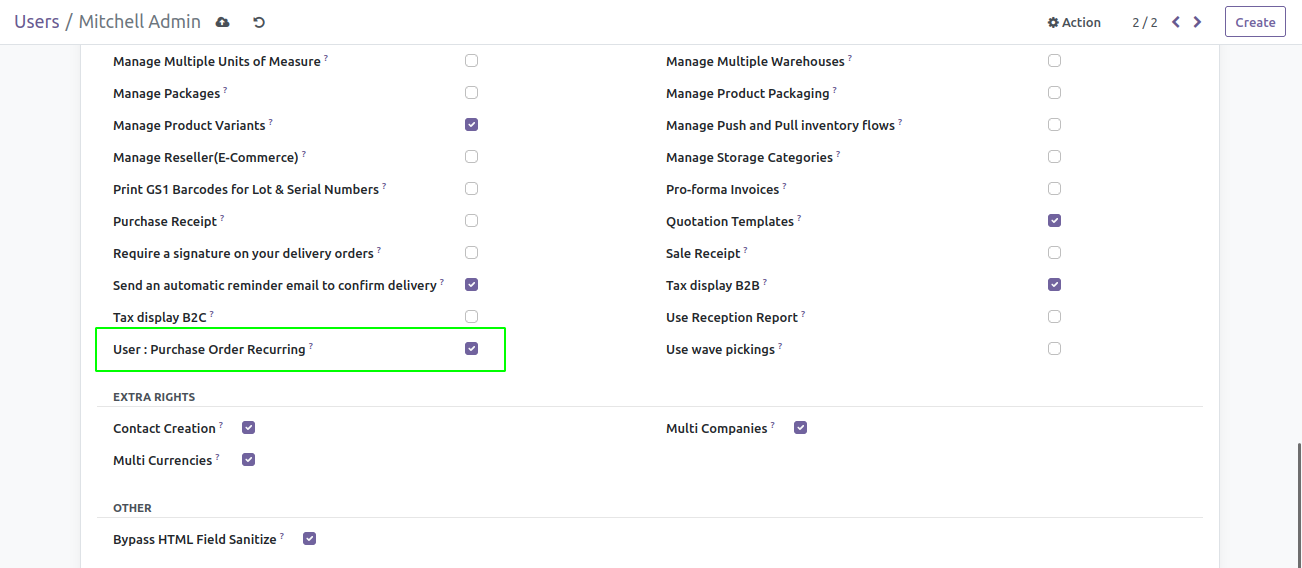 Users / Mitchell Admin Action 2 / 2 Create
Manage Multiple Units of Measure ? Manage Multiple Warehouses ?
Manage Packages ? Manage Product Packaging ?
Manage Product Variants ? Manage Push and Pull inventory flows ?
Manage Reseller(E-Commerce) ? Manage Storage Categories ?
Print GS1 Barcodes for Lot & Serial Numbers ? Pro-forma Invoices ?
Purchase Receipt ? Quotation Templates ?
Require a signature on your delivery orders ? Sale Receipt ?
Send an automatic reminder email to confirm delivery ? Tax display B2B ?
Tax display B2C ? Use Reception Report ?
User : Purchase Order Recurring ? Use wave pickings ?
EXTRA RIGHTS
Contact Creation ? Multi Companies ?
Multi Currencies ?
OTHER
Bypass HTML Field Sanitize ?